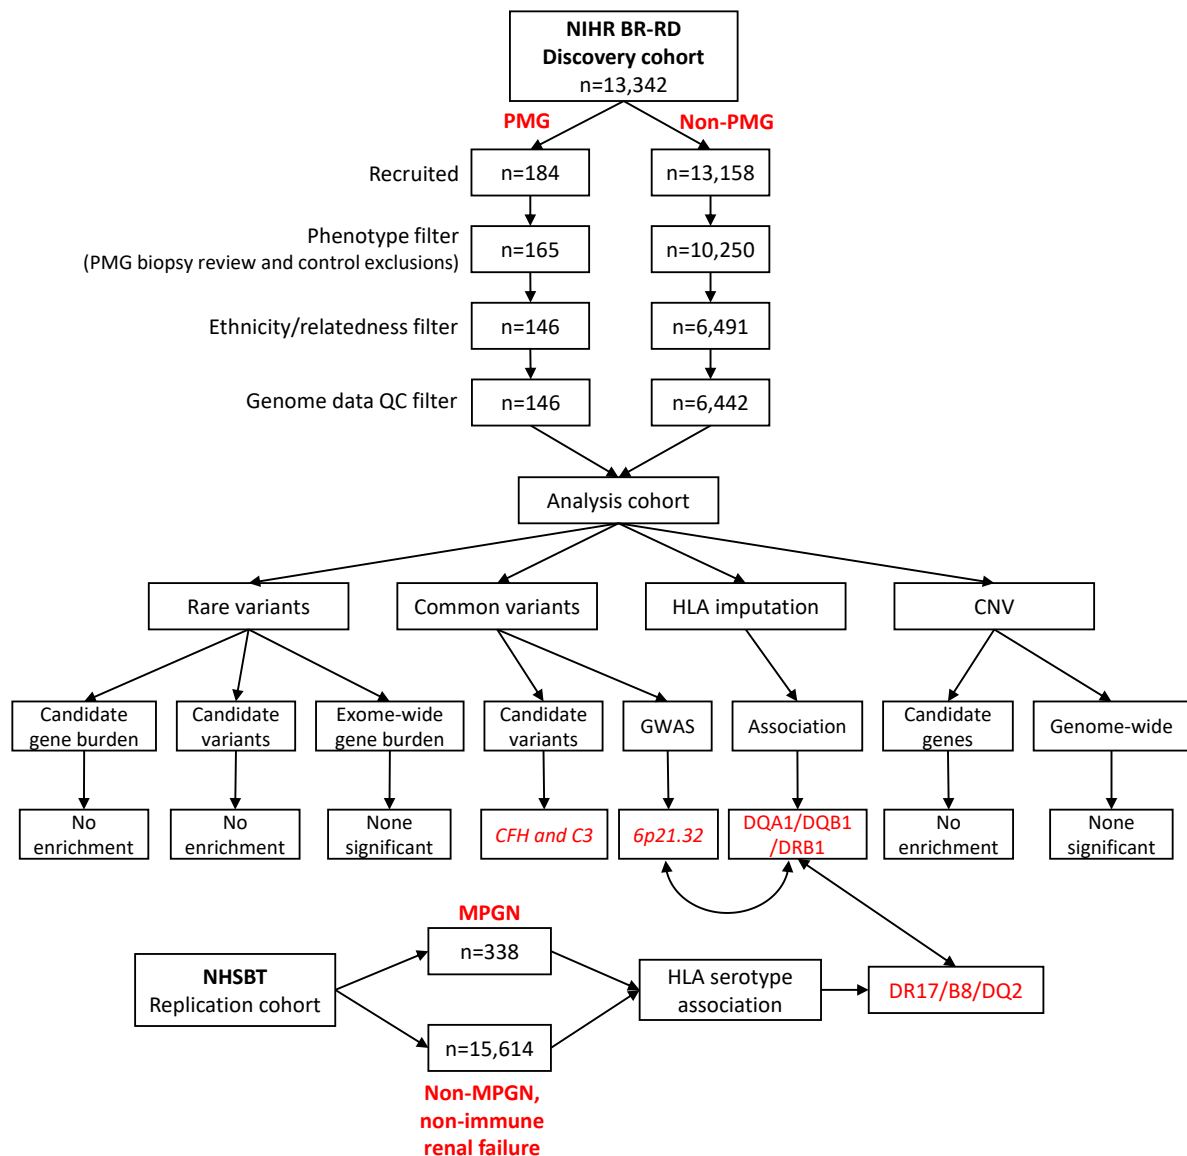 NIHR BR-RD
Discovery cohort
n=13,342
PMG
Non-PMG
Recruited
n=184
n=13,158
Phenotype filter
(PMG biopsy review and control exclusions)
n=165
n=10,250
Ethnicity/relatedness filter
n=146
n=6,491
Genome data QC filter
n=146
n=6,442
Analysis cohort
Rare variants
Common variants
HLA imputation
CNV
Candidate
gene burden
Candidate
variants
Exome-wide
gene burden
Candidate
variants
GWAS
Association
Candidate
genes
Genome-wide
No
enrichment
No
enrichment
None
significant
CFH and C3
6p21.32
DQA1/DQB1
/DRB1
No
enrichment
None
significant
MPGN
n=338
NHSBT
Replication cohort
HLA serotype
association
DR17/B8/DQ2
n=15,614
Non-MPGN,
non-immune
renal failure